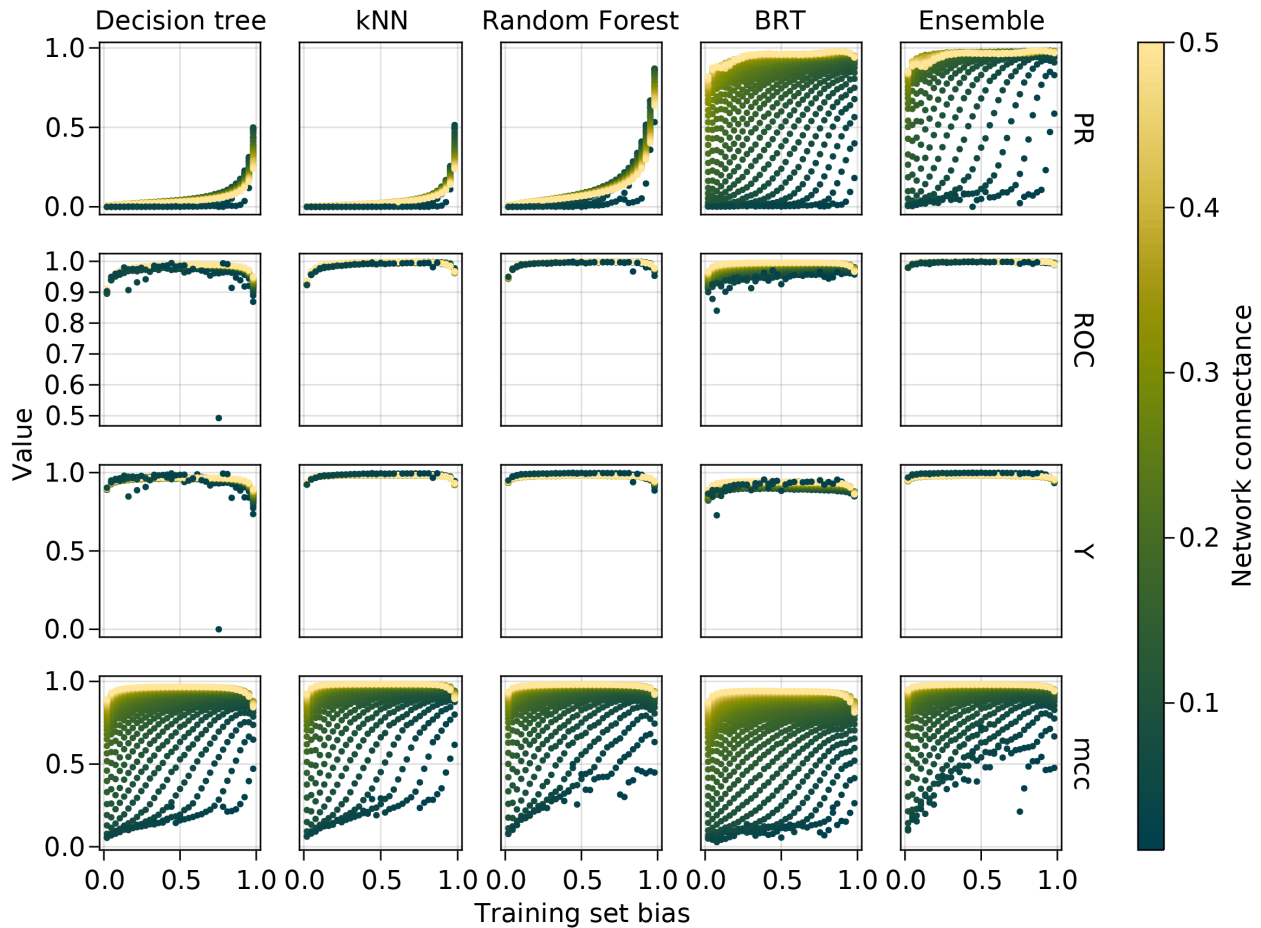 Decision tree kNN Random Forest BRT Ensemble
1.0
0.5
0.0
PR
1.0
0.9
0.8
0.7
0.6
0.5
ROC
1.0
0.5
0.0
Y
1.0
0.5
0.0
mcc
Value
0.0 0.5 1.0 0.0 0.5 1.0 0.0 0.5 1.0 0.0 0.5 1.0 0.0 0.5 1.0
Training set bias
0.5
0.4
0.3
0.2
0.1
Network connectance